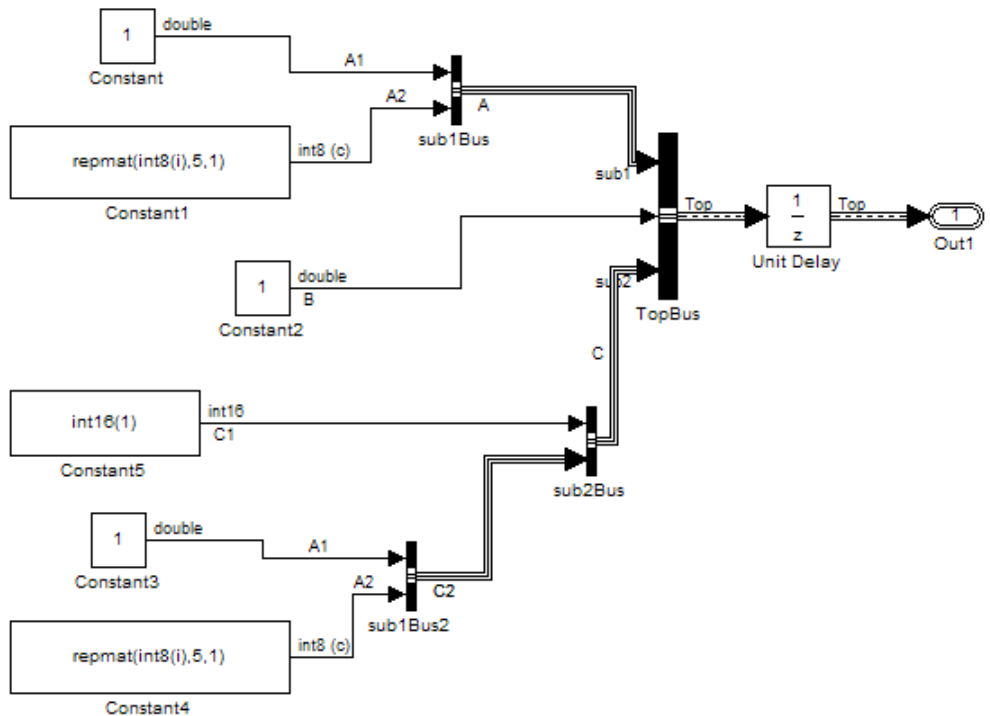 1
double
Constant
A1
A2
A
sub1Bus
repmat(int8(i),5,1)
int8 (c)
Constant1
sub1
Top
1
z
Unit Delay
Top
1
Out1
1
double
B
Constant2
sub2
TopBus
C
int16(1)
int16
C1
Constant5
sub2Bus
1
double
Constant3
A1
A2
C2
sub1Bus2
repmat(int8(i),5,1)
int8 (c)
Constant4